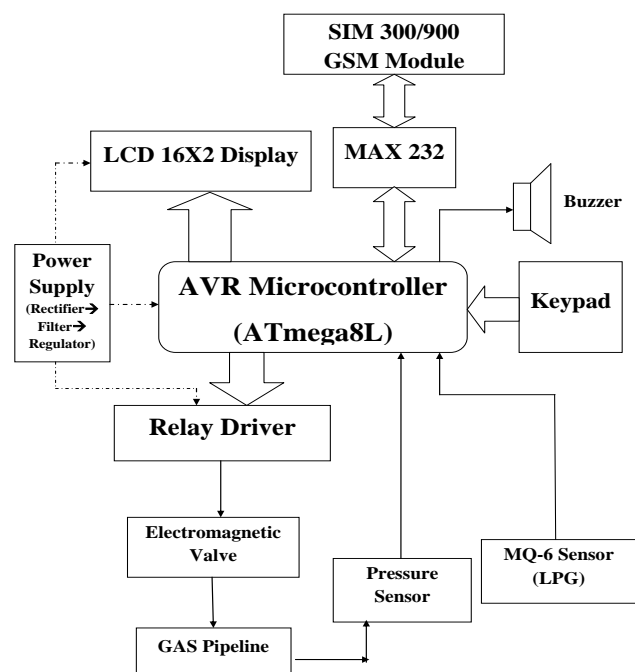 SIM 300/900
GSM Module
LCD 16X2 Display
MAX 232
Buzzer
Power
Supply
(Rectifier→
Filter→
Regulator)
AVR Microcontroller
(ATmega8L)
Keypad
Relay Driver
Electromagnetic
Valve
Pressure
Sensor
MQ-6 Sensor
(LPG)
GAS Pipeline